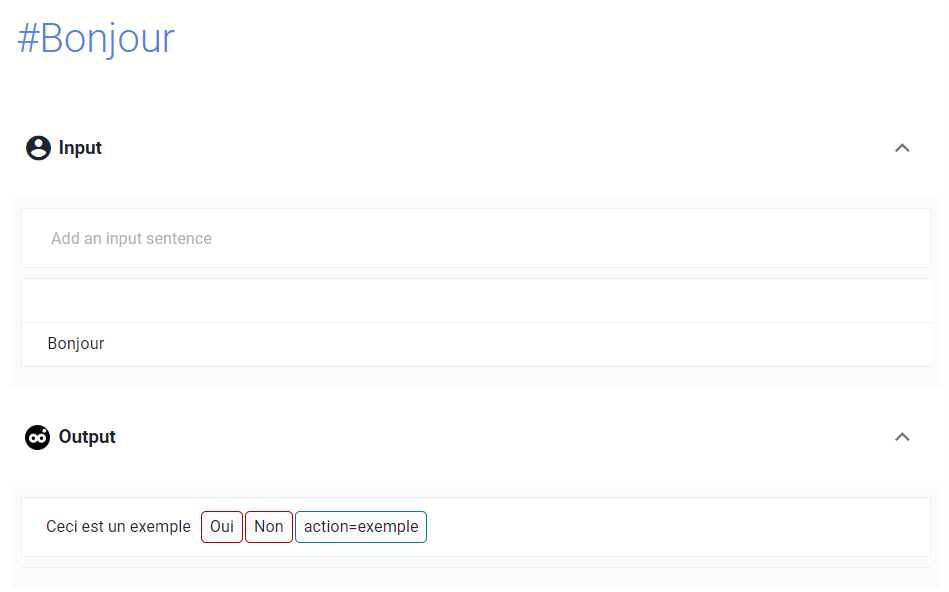 #Bonjour
Input
Add an input sentence
Bonjour
Output
Ceci est un exemple Oui Non action=exemple